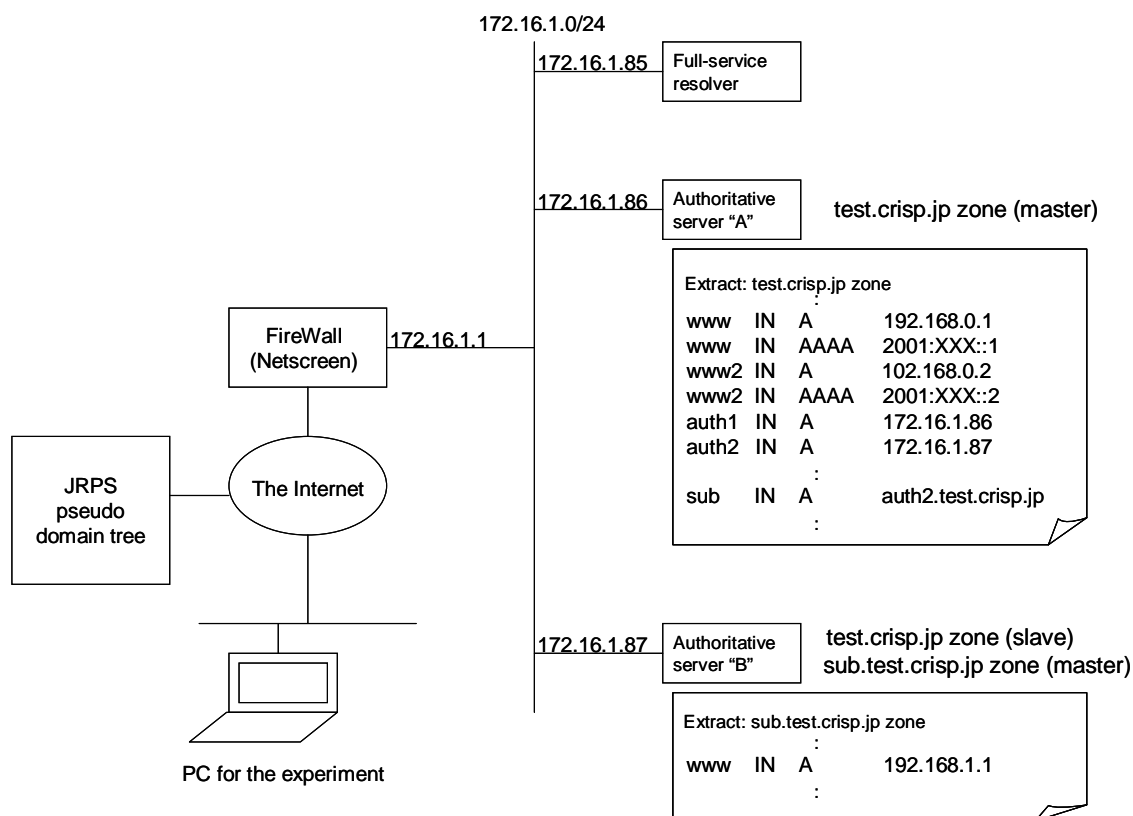 172.16.1.0/24
172.16.1.85
Full-service
resolver
172.16.1.86
Authoritative
server “A”
test.crisp.jp zone (master)
Extract: test.crisp.jp zone
:
www IN A 192.168.0.1
www IN AAAA 2001:XXX::1
www2 IN A 102.168.0.2
www2 IN AAAA 2001:XXX::2
auth1 IN A 172.16.1.86
auth2 IN A 172.16.1.87
:
sub IN A auth2.test.crisp.jp
:
FireWall
(Netscreen)
172.16.1.1
JRPS
pseudo
domain tree
The Internet
PC for the experiment
172.16.1.87
Authoritative
server “B”
test.crisp.jp zone (slave)
sub.test.crisp.jp zone (master)
Extract: sub.test.crisp.jp zone
:
www IN A 192.168.1.1
: